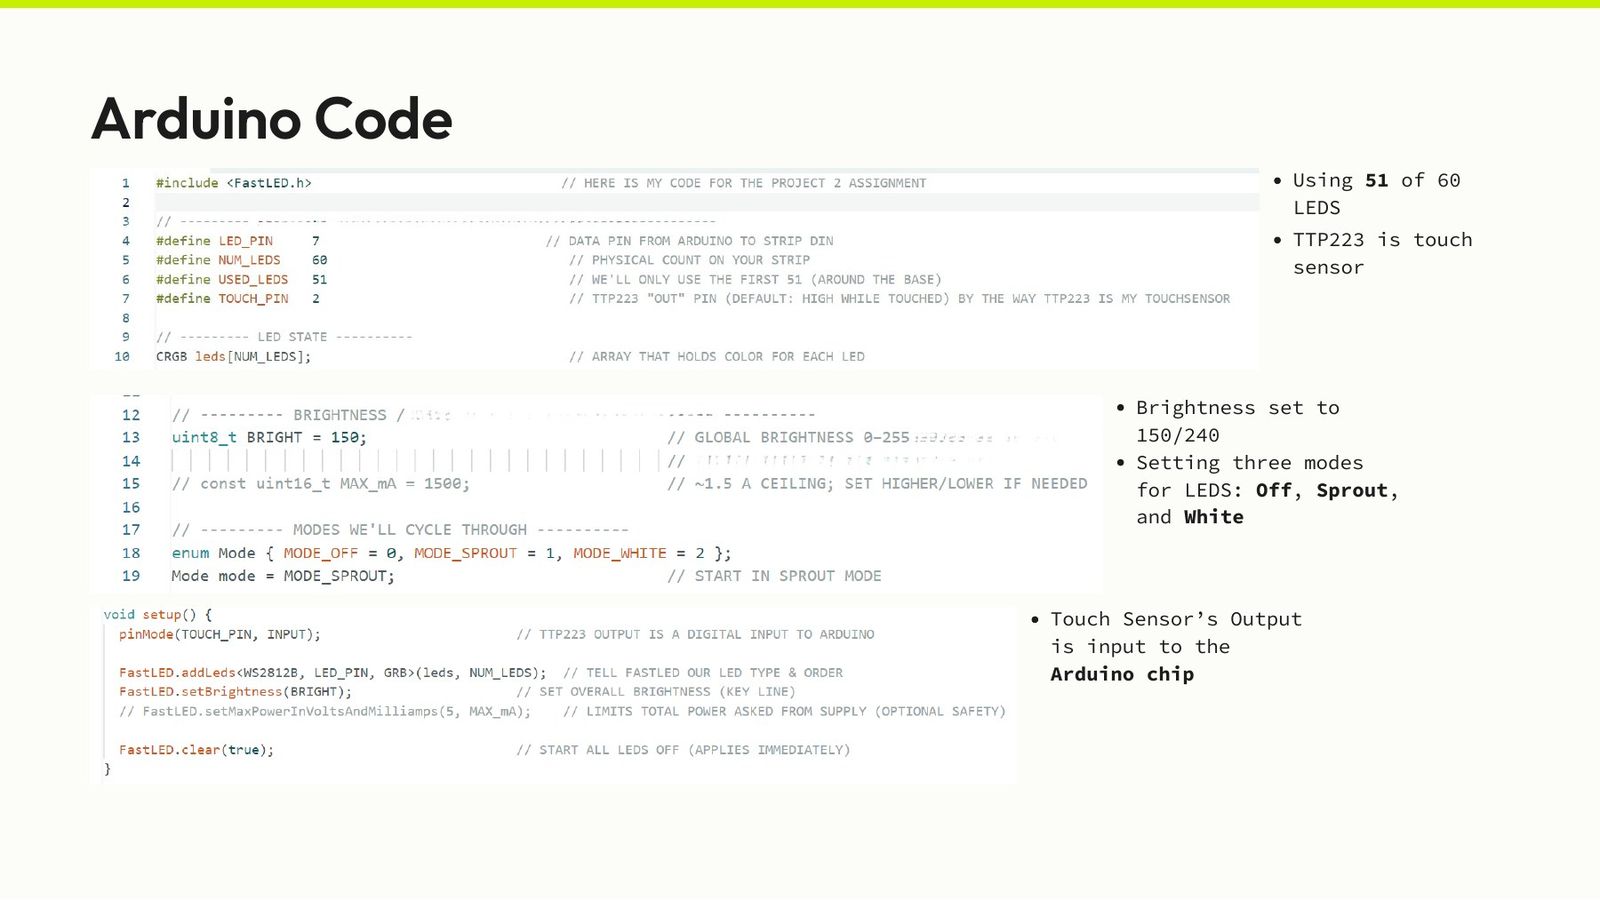 Arduino Code
1 #include <FastLED.h> // HERE IS MY CODE FOR THE PROJECT 2 ASSIGNMENT
2
3 //
4 #define LED_PIN 7 // DATA PIN FROM ARDUINO TO STRIP DIN
5 #define NUM_LEDS 60 // PHYSICAL COUNT ON YOUR STRIP
6 #define USED_LEDS 51 // WE'LL ONLY USE THE FIRST 51 (AROUND THE BASE)
7 #define TOUCH_PIN 2 // TTP223 "OUT" PIN (DEFAULT: HIGH WHILE TOUCHED) BY THE WAY TTP223 IS MY TOUCHSENSOR
8
9 // --------- LED STATE ----------
10 CRGB leds[NUM_LEDS]; // ARRAY THAT HOLDS COLOR FOR EACH LED
• Using 51 of 60
LEDS
• TTP223 is touch
sensor
12 // --------- BRIGHTNESS / ----------
13 uint8_t BRIGHT = 150; // GLOBAL BRIGHTNESS 0–255
14 //
15 // const uint16_t MAX_mA = 1500; // ~1.5 A CEILING; SET HIGHER/LOWER IF NEEDED
16
17 // --------- MODES WE'LL CYCLE THROUGH ----------
18 enum Mode { MODE_OFF = 0, MODE_SPROUT = 1, MODE_WHITE = 2 };
19 Mode mode = MODE_SPROUT; // START IN SPROUT MODE
• Brightness set to
150/240
• Setting three modes
for LEDS: Off, Sprout,
and White
void setup() {
pinMode(TOUCH_PIN, INPUT); // TTP223 OUTPUT IS A DIGITAL INPUT TO ARDUINO
FastLED.addLeds<WS2812B, LED_PIN, GRB>(leds, NUM_LEDS); // TELL FASTLED OUR LED TYPE & ORDER
FastLED.setBrightness(BRIGHT); // SET OVERALL BRIGHTNESS (KEY LINE)
// FastLED.setMaxPowerInVoltsAndMilliamps(5, MAX_mA); // LIMITS TOTAL POWER ASKED FROM SUPPLY (OPTIONAL SAFETY)
FastLED.clear(true); // START ALL LEDS OFF (APPLIES IMMEDIATELY)
}
• Touch Sensor’s Output
is input to the
Arduino chip